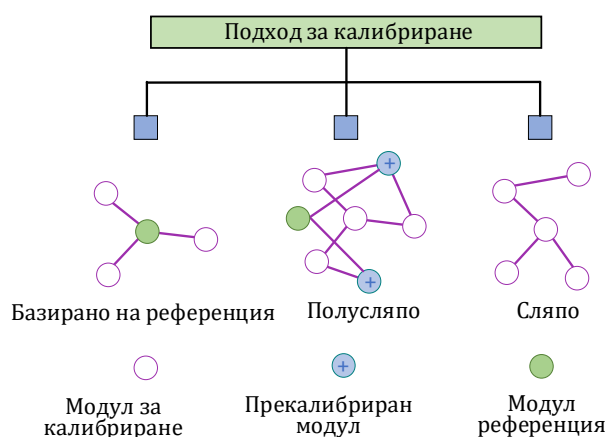 Подход за калибриране
Базирано на референция
Полусляпо
Сляпо
Модул за
калибриране
Прекалибриран
модул
Модул
референция